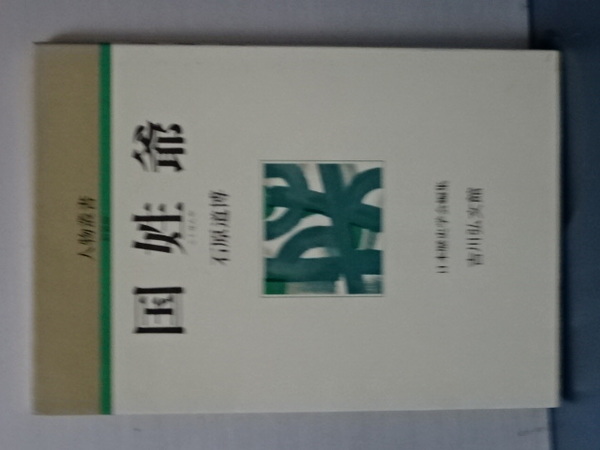 人物叢書
国姓爺
石原道博
日本歴史学会編集
吉川弘文館